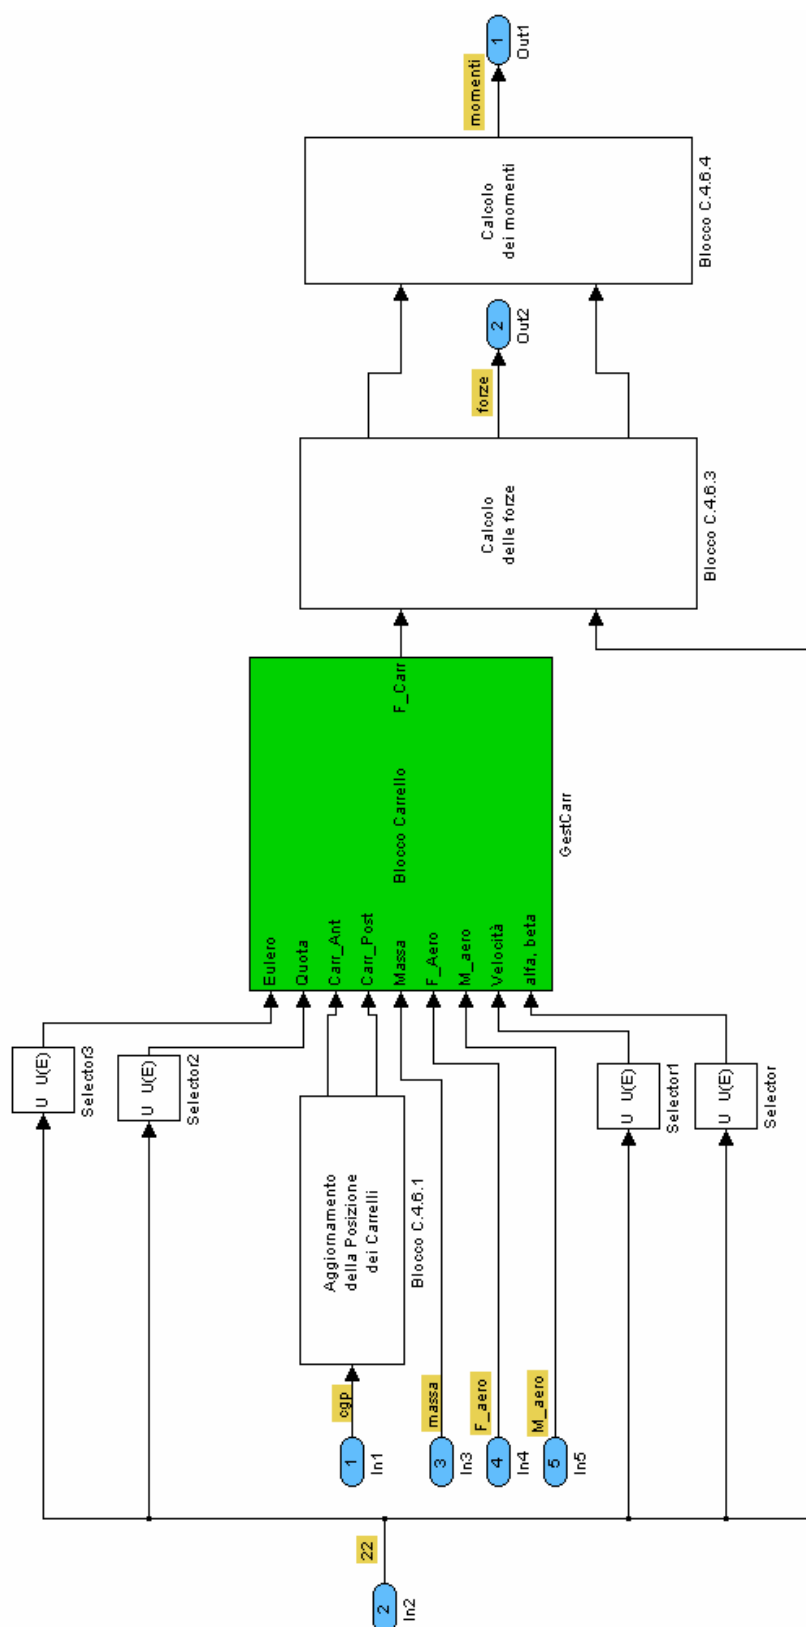 2
In2
22
1
In1
cgp
3
In3
massa
4
In4
F_aero
5
In5
M_aero
Aggiornamento
della Posizione
dei Carrelli
Blocco C.4.6.1
U U(E)
Selector3
U U(E)
Selector2
U U(E)
Selector1
U U(E)
Selector
Eulero
Quota
Carr_Ant
Carr_Post
Massa
F_Aero
M_aero
Velocità
alfa, beta
Blocco Carrello
F_Carr
GestCarr
Calcolo
delle forze
Blocco C.4.6.3
forze
2
Out2
Calcolo
dei momenti
Blocco C.4.6.4
momenti
1
Out1